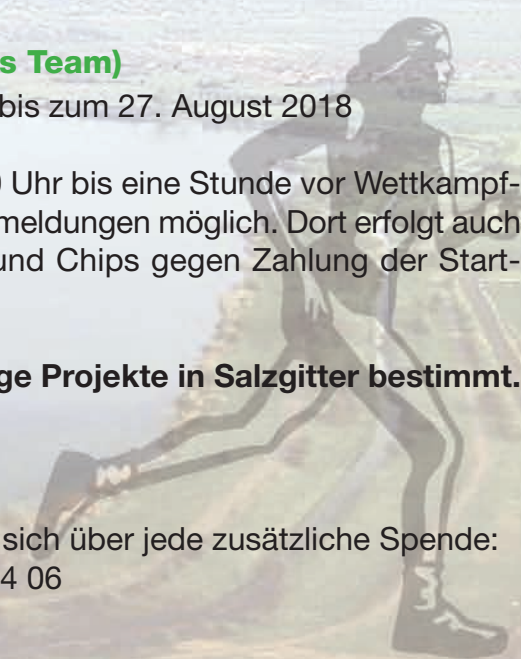 s Team)
bis zum 27. August 2018
Uhr bis eine Stunde vor Wettkampf-
meldungen möglich. Dort erfolgt auch
und Chips gegen Zahlung der Start-
ge Projekte in Salzgitter bestimmt.
sich über jede zusätzliche Spende:
4 06